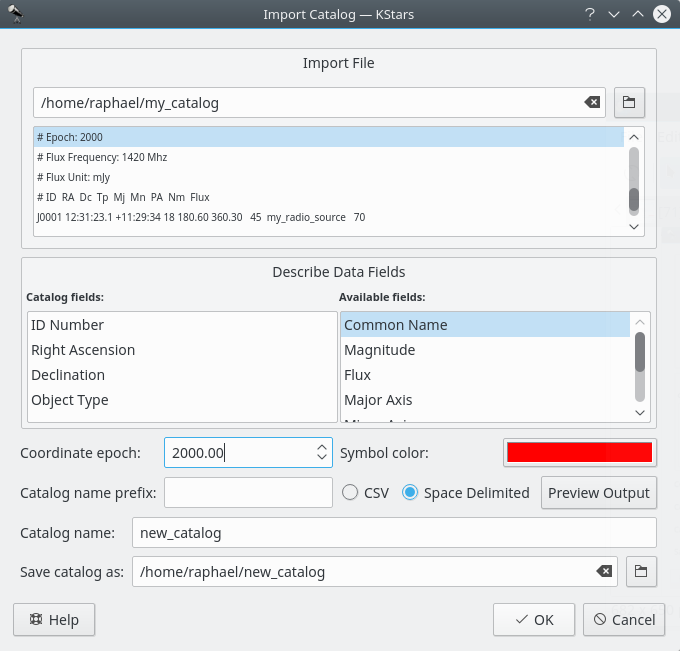 Import Catalog — KStars
Import File
/home/raphael/my_catalog
# Epoch: 2000
# Flux Frequency: 1420 Mhz
# Flux Unit: mJy
# ID RA Dc Tp Mj Mn PA Nm Flux
J0001 12:31:23.1 +11:29:34 18 180.60 360.30 45 my_radio_source 70
Describe Data Fields
Catalog fields: Available fields:
ID Number Common Name
Right Ascension Magnitude
Declination Flux
Object Type Major Axis
Coordinate epoch: 2000.00 Symbol color:
Catalog name prefix: CSV Space Delimited Preview Output
Catalog name: new_catalog
Save catalog as: /home/raphael/new_catalog
Help OK Cancel